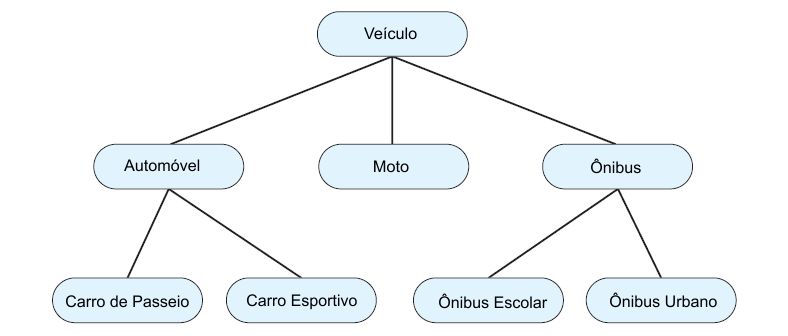 Veículo
Automóvel
Moto
Ônibus
Carro de Passeio
Carro Esportivo
Ônibus Escolar
Ônibus Urbano